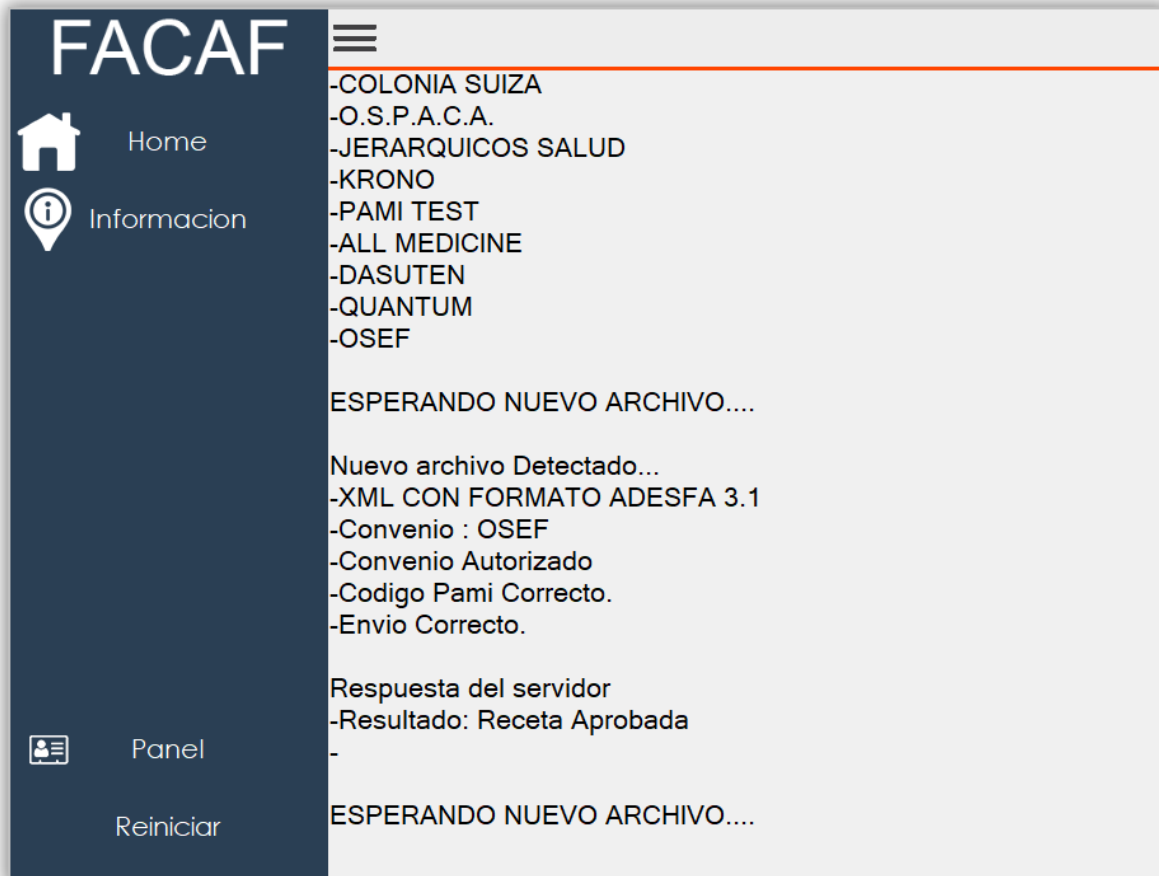 FACAF
Home
Informacion
Panel
Reiniciar
-COLONIA SUIZA
-O.S.P.A.C.A.
-JERARQUICOS SALUD
-KRONO
-PAMI TEST
-ALL MEDICINE
-DASUTEN
-QUANTUM
-OSEF
ESPERANDO NUEVO ARCHIVO....
Nuevo archivo Detectado...
-XML CON FORMATO ADESFA 3.1
-Convenio : OSEF
-Convenio Autorizado
-Codigo Pami Correcto.
-Envio Correcto.
Respuesta del servidor
-Resultado: Receta Aprobada
-
ESPERANDO NUEVO ARCHIVO....